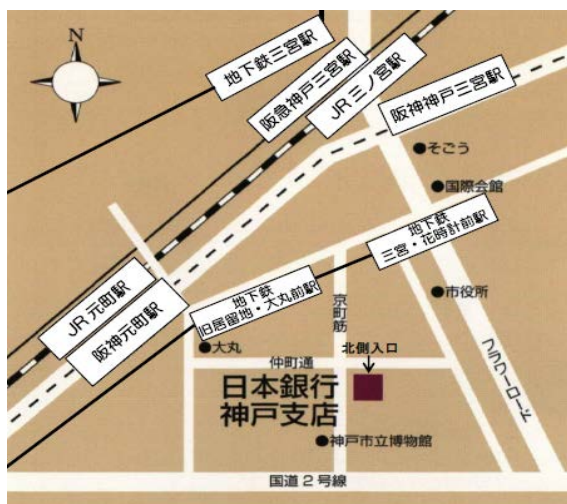 N
地下鉄三宮駅
阪急神戸三宮駅
JR三ノ宮駅
阪神神戸三宮駅
そごう
国際会館
地下鉄
三宮・花時計前駅
JR元町駅
阪神元町駅
地下鉄
旧居留地・大丸前駅
京町筋
市役所
大丸
仲町通
北側入口
フラワーロード
日本銀行
神戸支店
神戸市立博物館
国道2号線